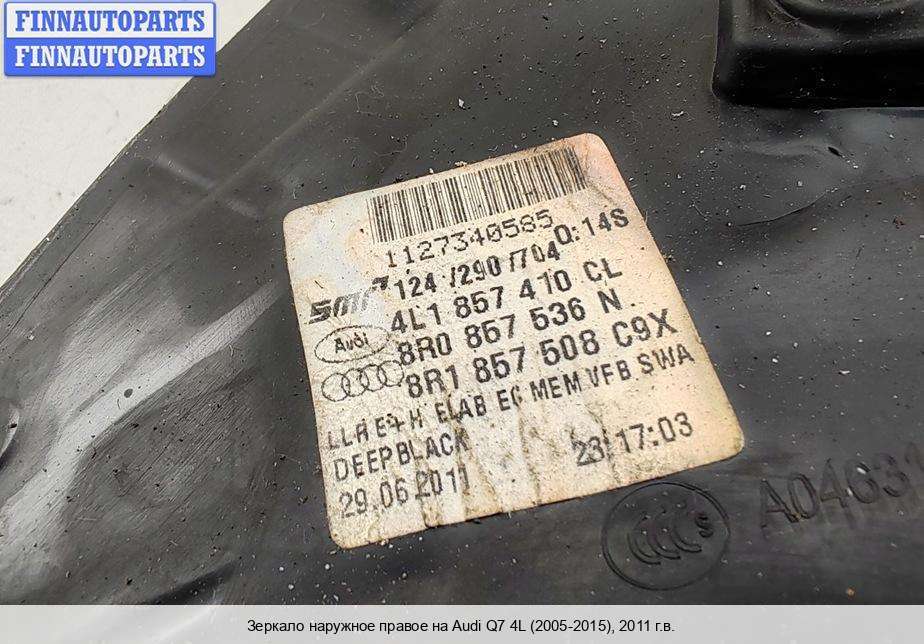 FINNAUTOPARTS
FINNAUTOPARTS
1127340585
124 /290 /704 Q:14S
4L1 857 410 CL
Audi
8R0 857 536 N
8R1 857 508 C9X
ELAB EC MEM VFB SWA
DEEPBLACK
29.06.2011 23:17:03
Зеркало наружное правое на Audi Q7 4L (2005-2015), 2011 г.в.